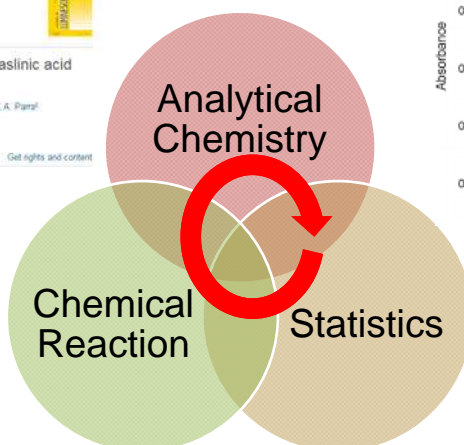 aslinic acid
Get rights and content
Absorbance
Analytical
Chemistry
Chemical
Reaction
Statistics